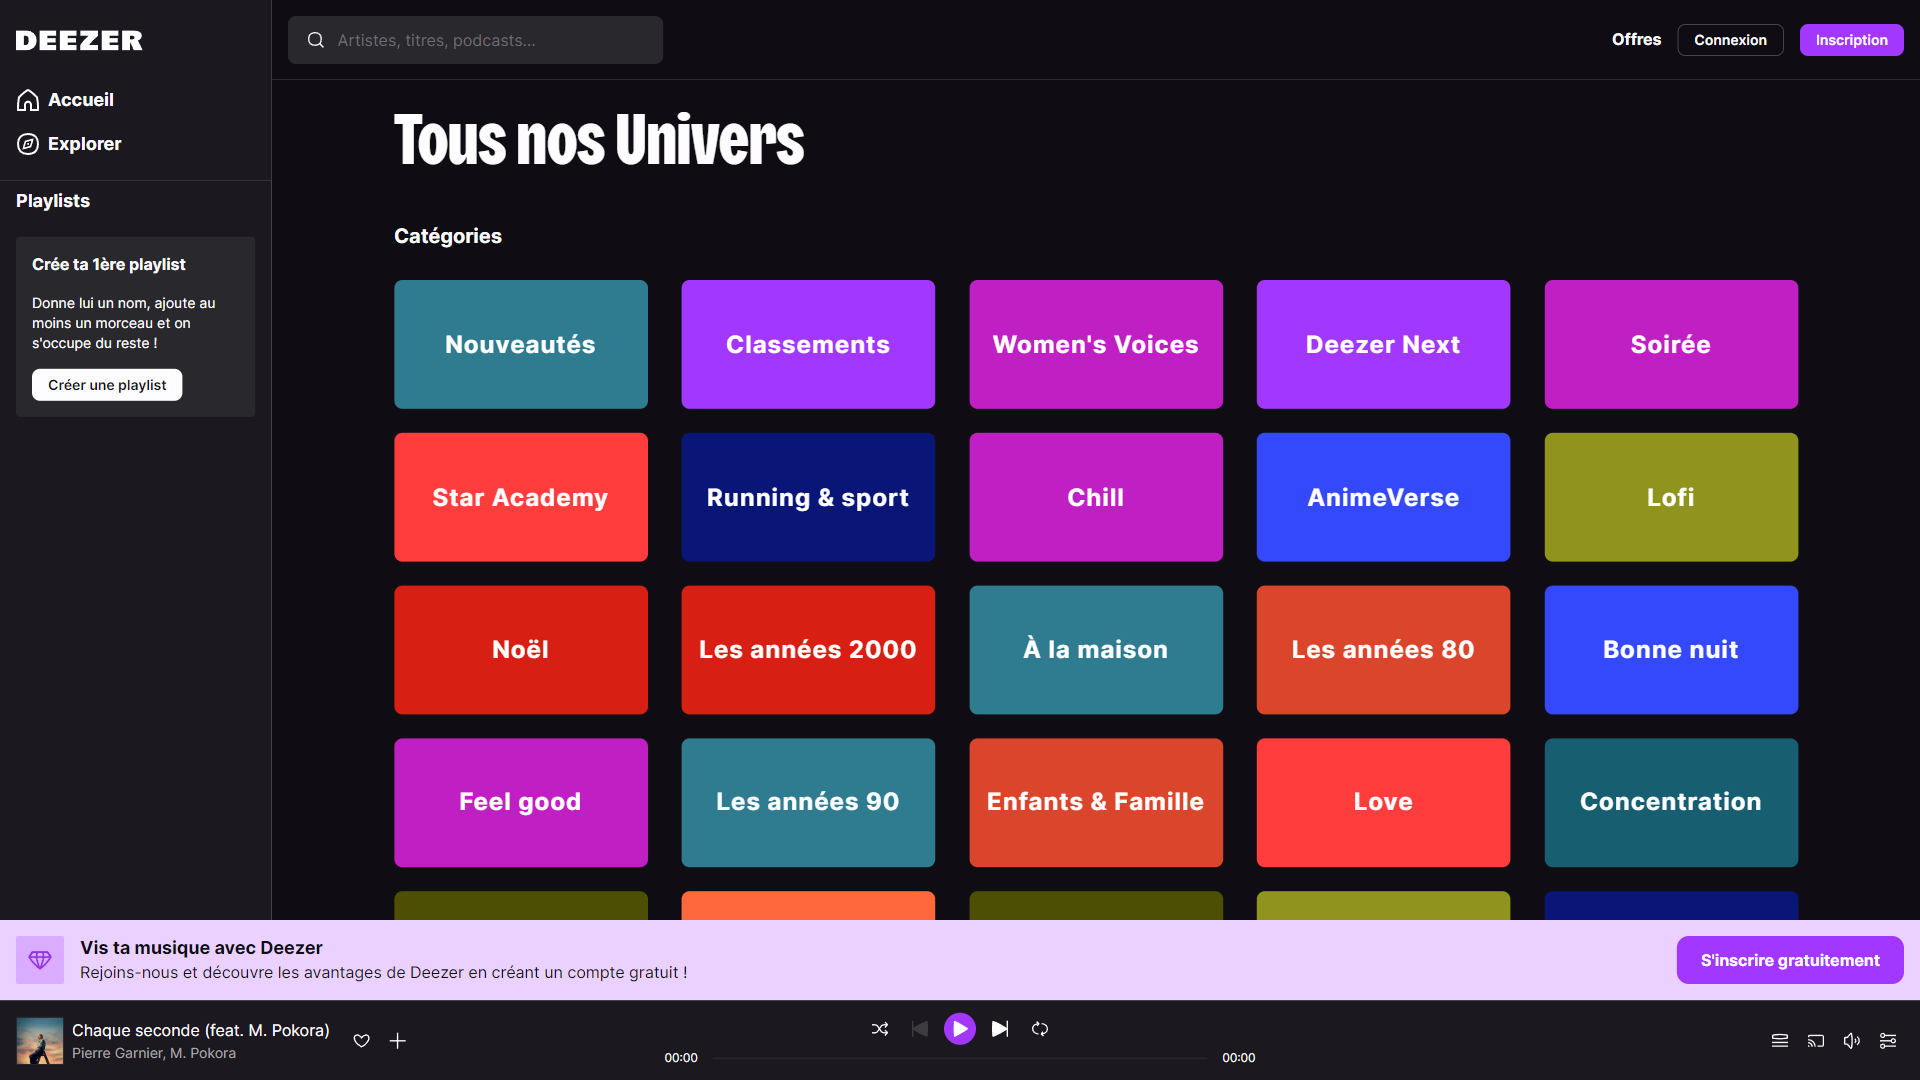 DEEZER
Accueil
Explorer
Playlists
Crée ta 1ère playlist
Donne lui un nom, ajoute au
moins un morceau et on
s'occupe du reste !
Créer une playlist
Artistes, titres, podcasts...
Offres
Connexion
Inscription
Tous nos Univers
Catégories
Nouveautés
Classements
Women's Voices
Deezer Next
Soirée
Star Academy
Running & sport
Chill
AnimeVerse
Lofi
Noël
Les années 2000
À la maison
Les années 80
Bonne nuit
Feel good
Les années 90
Enfants & Famille
Love
Concentration
Vis ta musique avec Deezer
Rejoins-nous et découvre les avantages de Deezer en créant un compte gratuit !
S'inscrire gratuitement
Chaque seconde (feat. M. Pokora)
Pierre Garnier, M. Pokora
00:00
00:00